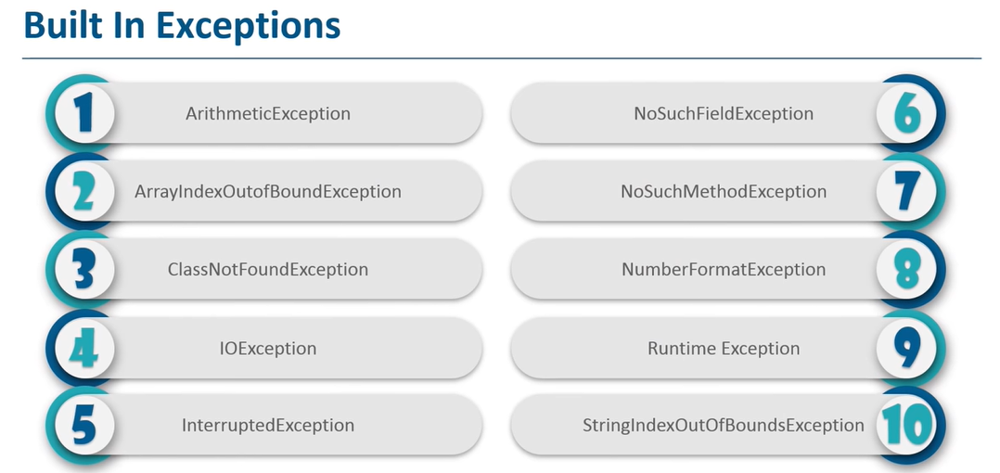 Built In Exceptions
1 ArithmeticException
2 ArrayIndexOutofBoundException
3 ClassNotFoundException
4 IOException
5 InterruptedException
NoSuchFieldException 6
NoSuchMethodException 7
NumberFormatException 8
Runtime Exception 9
StringIndexOutOfBoundsException 10